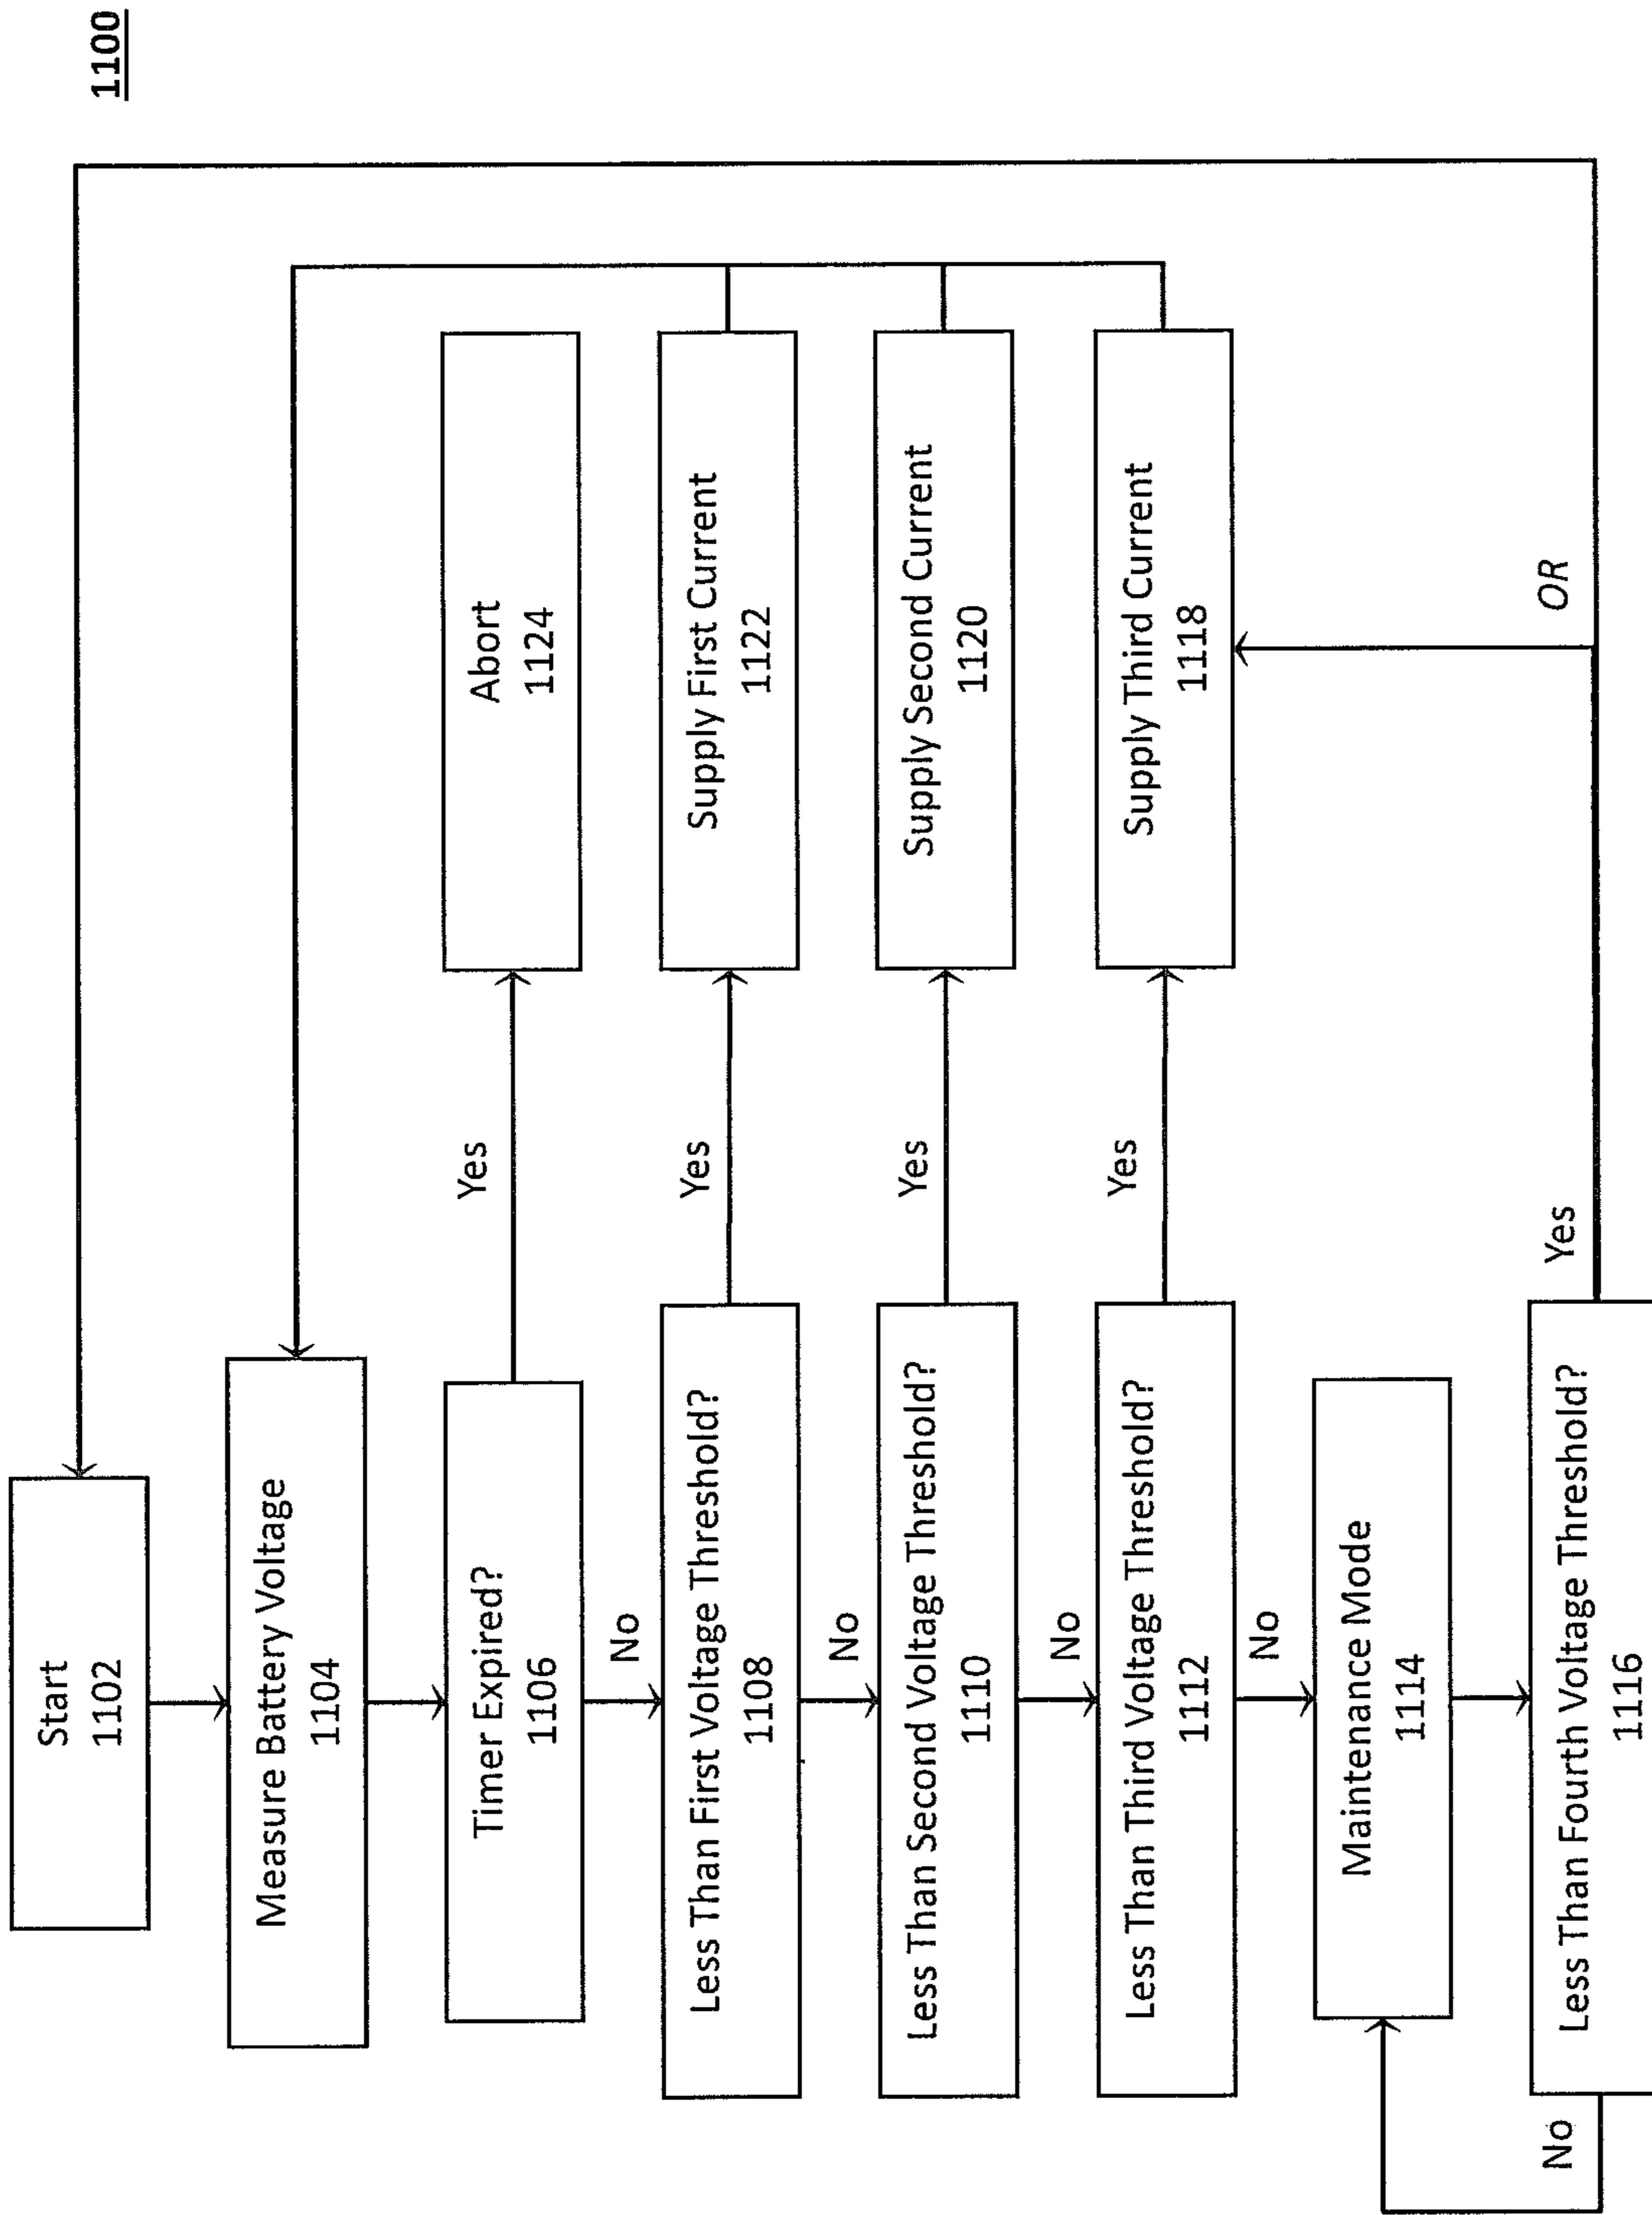 1100
Start
1102
Measure Battery Voltage
1104
Timer Expired?
1106
Yes
Abort
1124
No
Less Than First Voltage Threshold?
1108
Yes
Supply First Current
1122
No
Less Than Second Voltage Threshold?
1110
Yes
Supply Second Current
1120
No
Less Than Third Voltage Threshold?
1112
Yes
Supply Third Current
1118
No
Maintenance Mode
1114
No
Less Than Fourth Voltage Threshold?
1116
Yes
OR